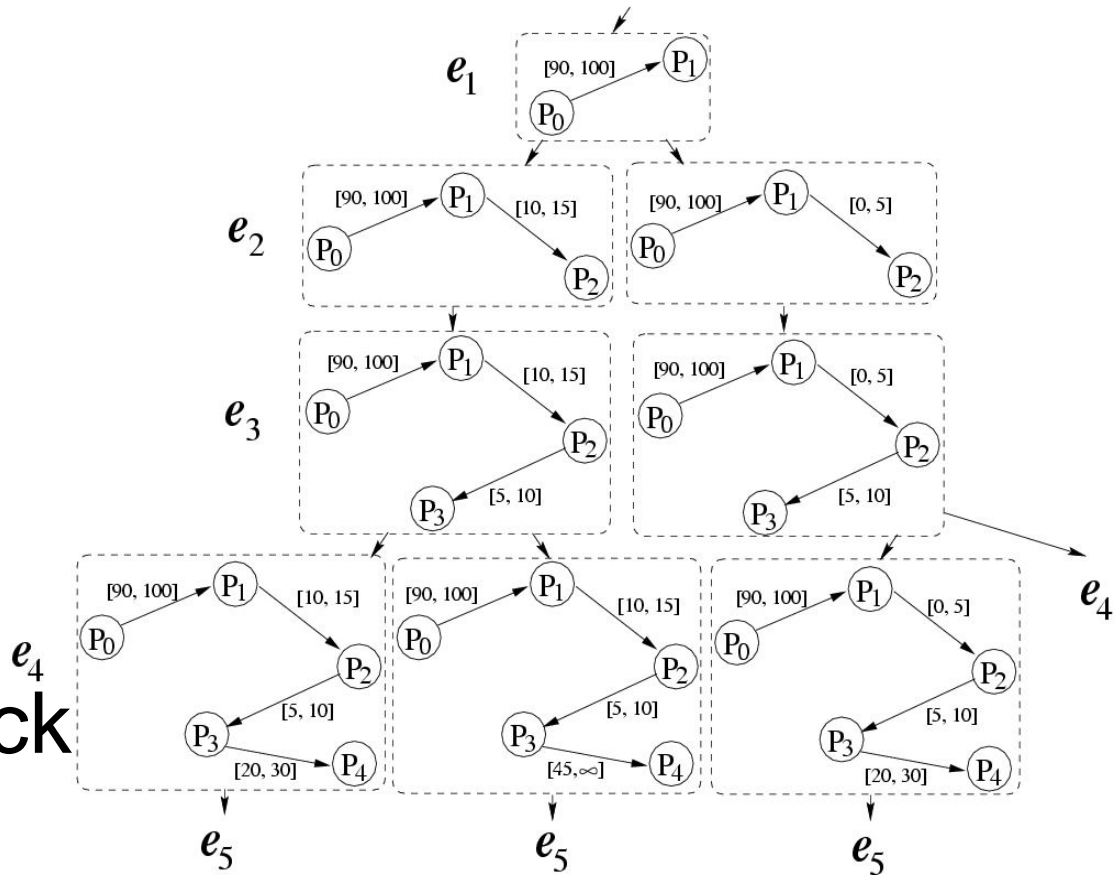 e1
[90, 100]
P1
P0
e2
[90, 100]
P1
[10, 15]
P0
P2
[90, 100]
P1
[0, 5]
P0
P2
e3
[90, 100]
P1
[10, 15]
P0
P2
[5, 10]
P3
[90, 100]
P1
[0, 5]
P0
P2
[5, 10]
P3
e4
e4
ck
[90, 100]
P1
[10, 15]
P0
P2
[5, 10]
P3
[20, 30]
P4
[90, 100]
P1
[10, 15]
P0
P2
[5, 10]
P3
[45, ∞]
P4
[90, 100]
P1
[0, 5]
P0
P2
[5, 10]
P3
[20, 30]
P4
e5
e5
e5